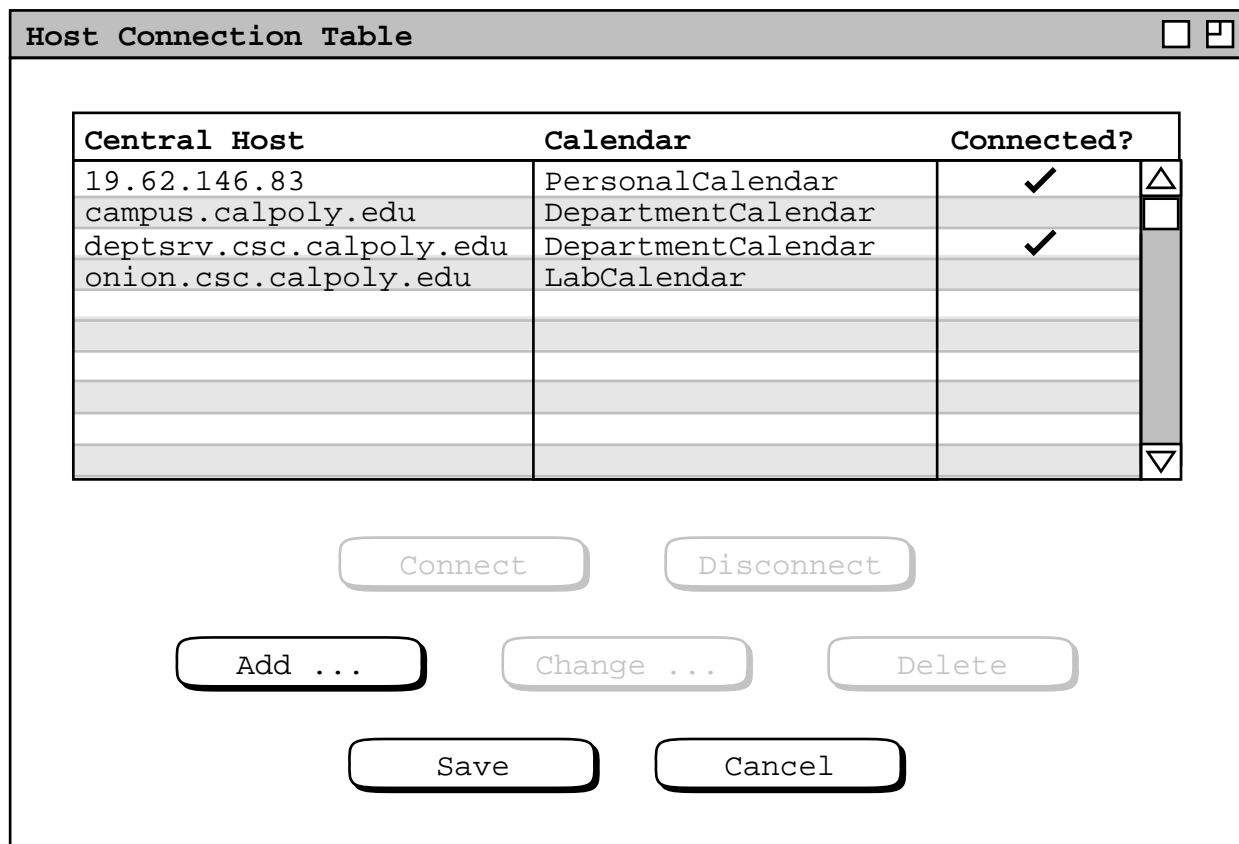 Host Connection Table
Central Host Calendar Connected?
19.62.146.83 PersonalCalendar ✓
campus.calpoly.edu DepartmentCalendar
deptsrv.csc.calpoly.edu DepartmentCalendar ✓
onion.csc.calpoly.edu LabCalendar
Connect Disconnect
Add ... Change ... Delete
Save Cancel